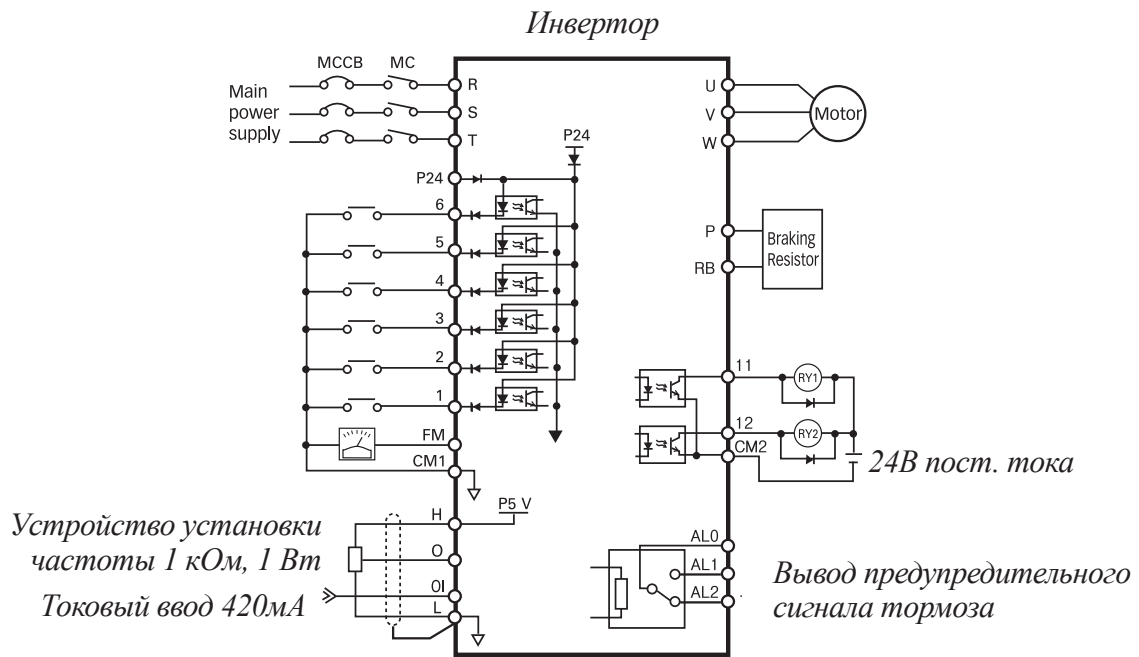 Инвертор
MCCB MC
Main
power
supply
R
S
T
U
V
W
Motor
P24
P24
6
5
4
3
2
1
FM
CM1
P
RB
Braking
Resistor
11
RY1
12
RY2
CM2
24В пост. тока
H
P5 V
O
OI
L
Устройство установки
частоты 1 кОм, 1 Вт
Токовый ввод 420мА
AL0
AL1
AL2
Вывод предупредительного
сигнала тормоза